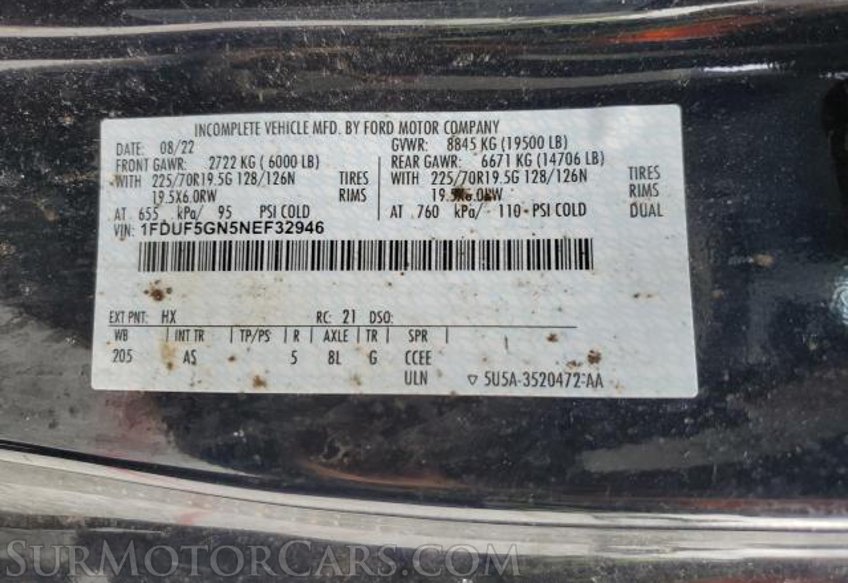 INCOMPLETE VEHICLE MFD. BY FORD MOTOR COMPANY
DATE: 08/22 GVWR: 8845 KG (19500 LB)
FRONT GAWR: 2722 KG ( 6000 LB) REAR GAWR: 6671 KG (14706 LB)
WITH 225/70R19.5G 128/126N TIRES WITH 225/70R19.5G 128/126N TIRES
19.5X6.0RW RIMS 19.5X6.0RW RIMS
AT 655 kPa/ 95 PSI COLD AT 760 kPa/ 110 PSI COLD DUAL
VIN: 1FDUF5GN5NEF32946
EXT PNT: HX RC: 21 DSO:
WB | INT TR | TP/PS | R | AXLE | TR | SPR
205 AS 5 8L G CCEE
ULN ▽ 5U5A-3520472-AA
SurMotorCars.com